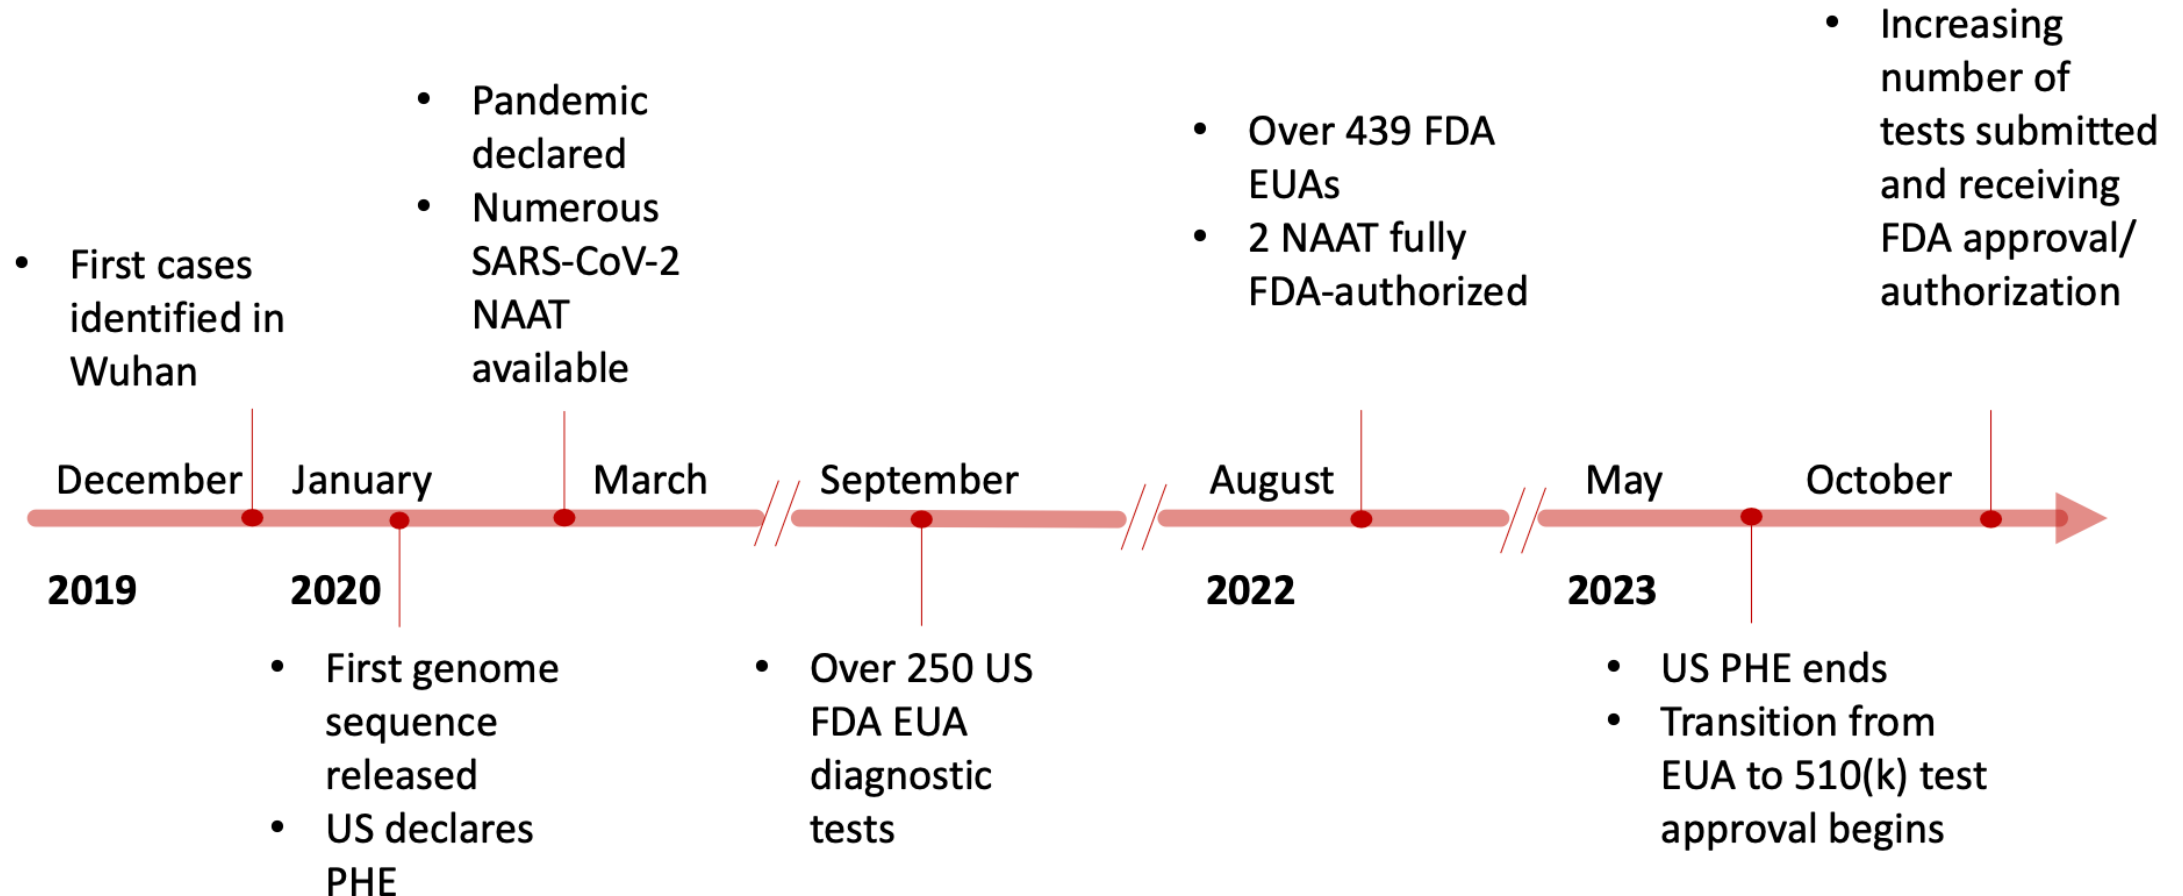 • First cases
identified in
Wuhan
• Pandemic
declared
• Numerous
SARS-CoV-2
NAAT
available
• Over 439 FDA
EUAs
• 2 NAAT fully
FDA-authorized
• Increasing
number of
tests submitted
and receiving
FDA approval/
authorization
December January March September August May October
2019 2020 2022 2023
• First genome
sequence
released
• US declares
PHE
• Over 250 US
FDA EUA
diagnostic
tests
• US PHE ends
• Transition from
EUA to 510(k) test
approval begins